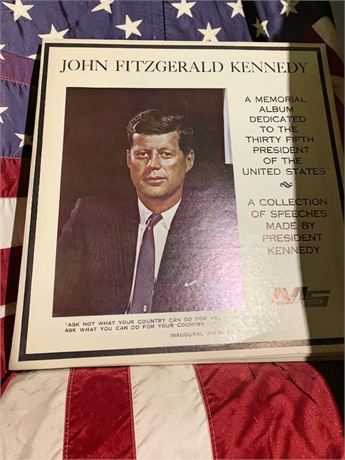 JOHN FITZGERALD KENNEDY
A MEMORIAL
ALBUM
DEDICATED
TO THE
THIRTY FIFTH
PRESIDENT
OF THE
UNITED STATES
A COLLECTION
OF SPEECHES
MADE BY
PRESIDENT
KENNEDY
"ASK NOT WHAT YOUR COUNTRY CAN DO FOR
ASK WHAT YOU CAN DO FOR YOUR COUNTRY
INAUGURAL